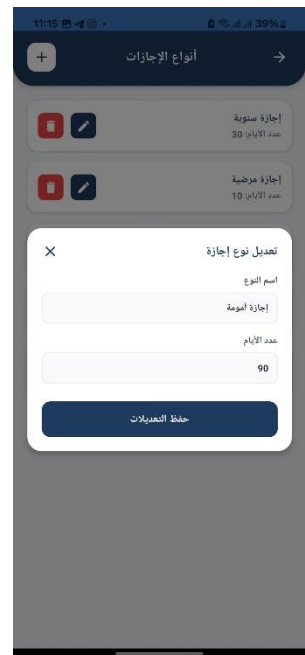 11:15
39%
أنواع الإجازات
إجازة سنوية
عدد الأيام: 30
إجازة مرضية
عدد الأيام: 10
تعديل نوع إجازة
اسم النوع
إجازة أمومة
عدد الأيام
90
حفظ التعديلات